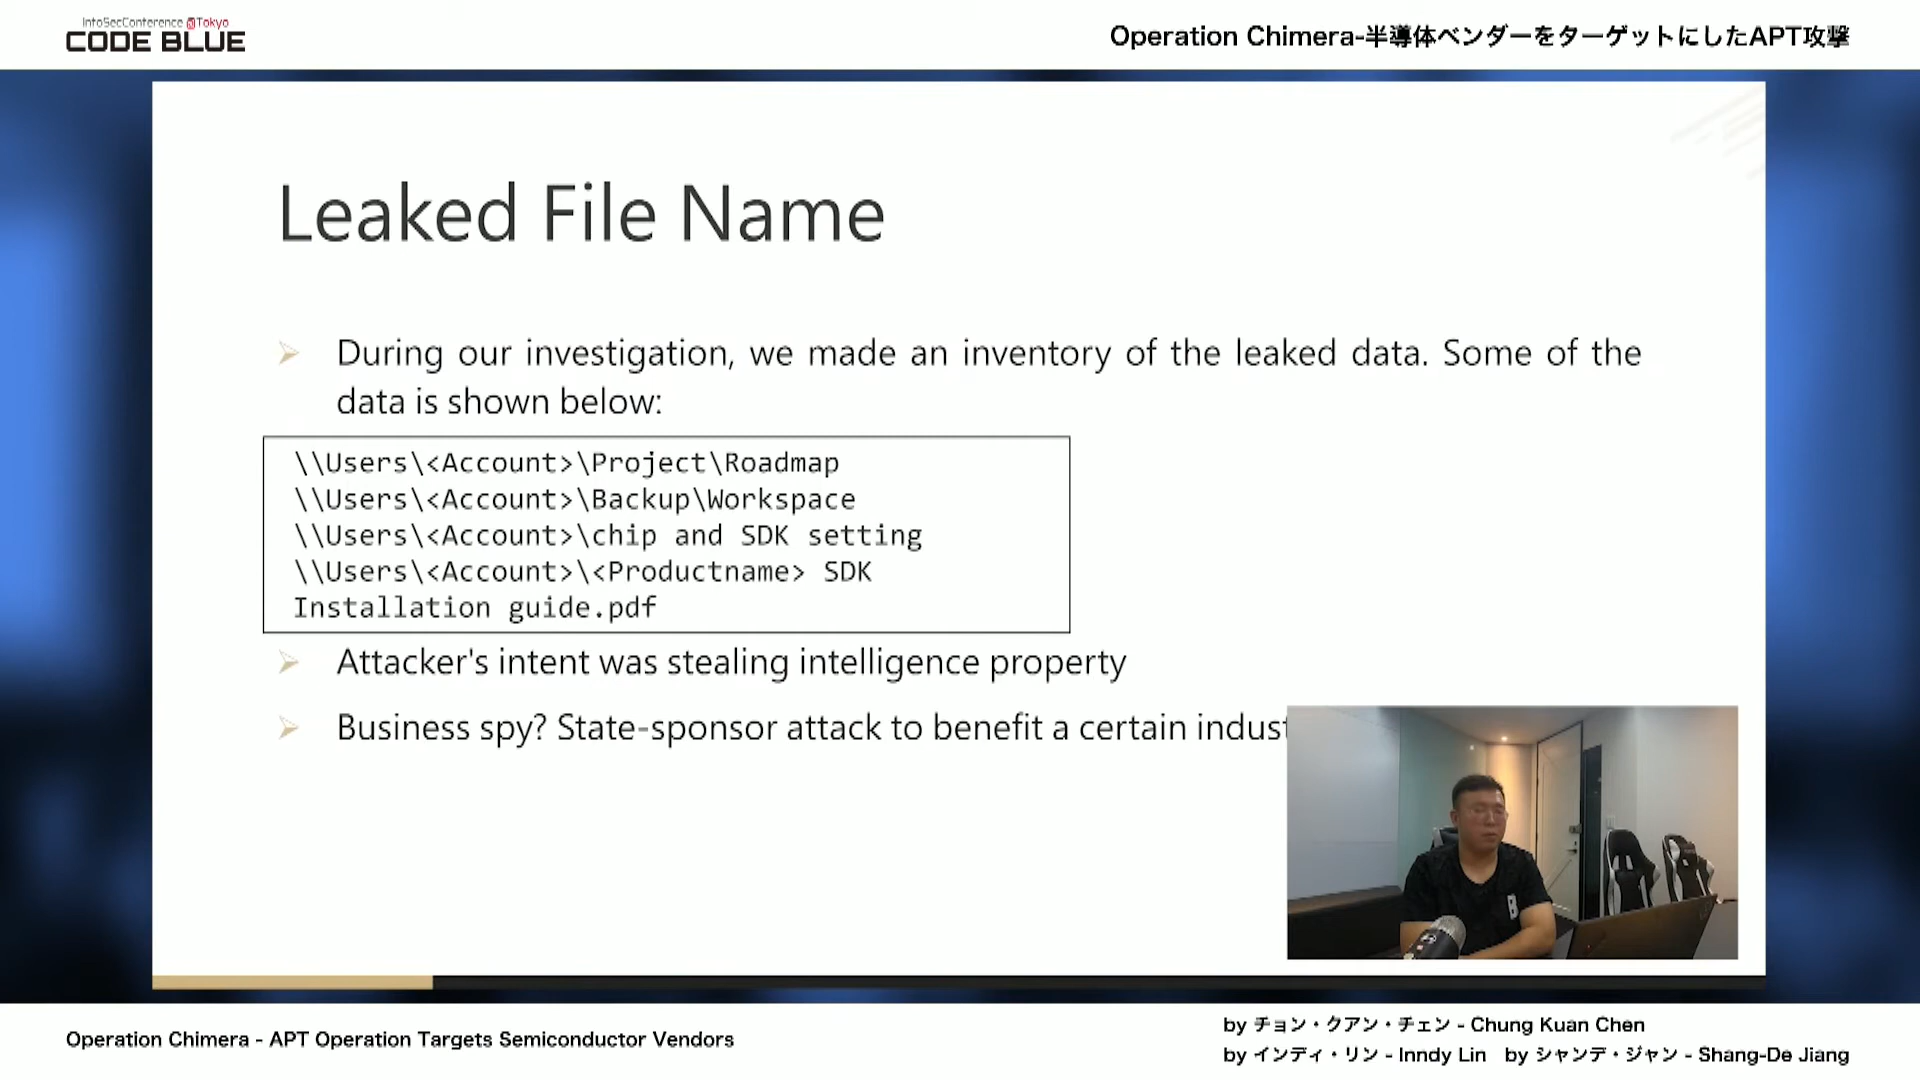 InfoSecConference @Tokyo
CODE BLUE
Operation Chimera-半導体ベンダーをターゲットにしたAPT攻撃
Leaked File Name
During our investigation, we made an inventory of the leaked data. Some of the
data is shown below:
\\Users\<Account>\Project\Roadmap
\\Users\<Account>\Backup\Workspace
\\Users\<Account>\chip and SDK setting
\\Users\<Account>\<Productname> SDK
Installation guide.pdf
Attacker's intent was stealing intelligence property
Business spy? State-sponsor attack to benefit a certain indust
Operation Chimera - APT Operation Targets Semiconductor Vendors
by チョン・クアン・チェン - Chung Kuan Chen
by インディ・リン - Inndy Lin by シャンデ・ジャン - Shang-De Jiang